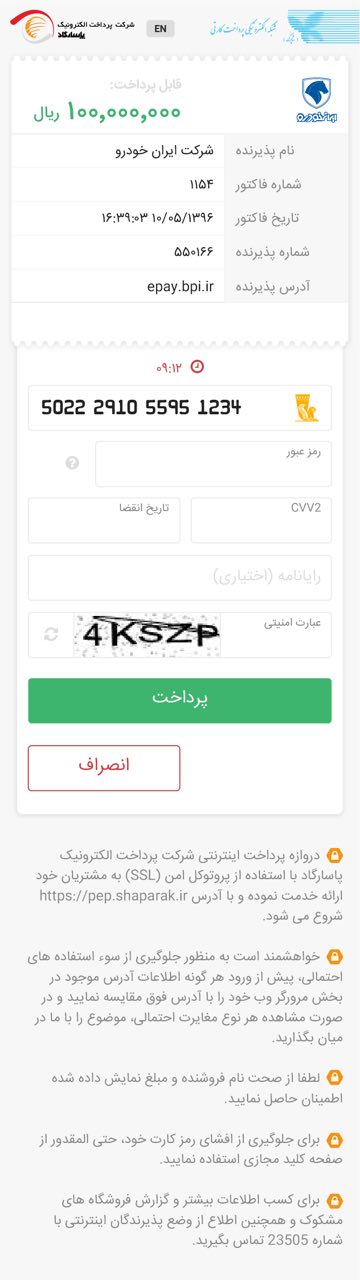 شرکت پرداخت الکترونیک
پاسارگاد
EN
شبکه الکترونیکی پرداخت کارتی
(شاپرک)
قابل پرداخت:
۱۰۰,۰۰۰,۰۰۰ ریال
ایران‌خودرو
نام پذیرنده شرکت ایران خودرو
شماره فاکتور ۱۱۵۴
تاریخ فاکتور ۱۰/۰۵/۱۳۹۶ ۱۶:۳۹:۰۳
شماره پذیرنده ۵۵۰۱۶۶
آدرس پذیرنده epay.bpi.ir
۰۹:۱۲
5022 2910 5595 1234
رمز عبور
?
CVV2
تاریخ انقضا
رایانامه (اختیاری)
عبارت امنیتی
4KSZP
پرداخت
انصراف
دروازه پرداخت اینترنتی شرکت پرداخت الکترونیک
پاسارگاد با استفاده از پروتوکل امن (SSL) به مشتریان خود
ارائه خدمت نموده و با آدرس https://pep.shaparak.ir
شروع می شود.
خواهشمند است به منظور جلوگیری از سوء استفاده های
احتمالی، پیش از ورود هر گونه اطلاعات آدرس موجود در
بخش مرورگر وب خود را با آدرس فوق مقایسه نمایید و در
صورت مشاهده هر نوع مغایرت احتمالی، موضوع را با ما در
میان بگذارید.
لطفا از صحت نام فروشنده و مبلغ نمایش داده شده
اطمینان حاصل نمایید.
برای جلوگیری از افشای رمز کارت خود، حتی المقدور از
صفحه کلید مجازی استفاده نمایید.
برای کسب اطلاعات بیشتر و گزارش فروشگاه های
مشکوک و همچنین اطلاع از وضع پذیرندگان اینترنتی با
شماره 23505 تماس بگیرید.